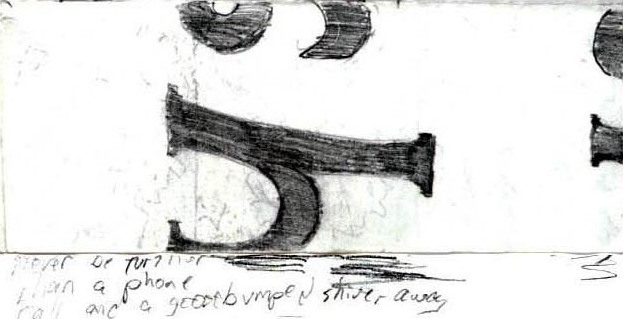 never be further
than a phone
call and a goosebumped shiver away